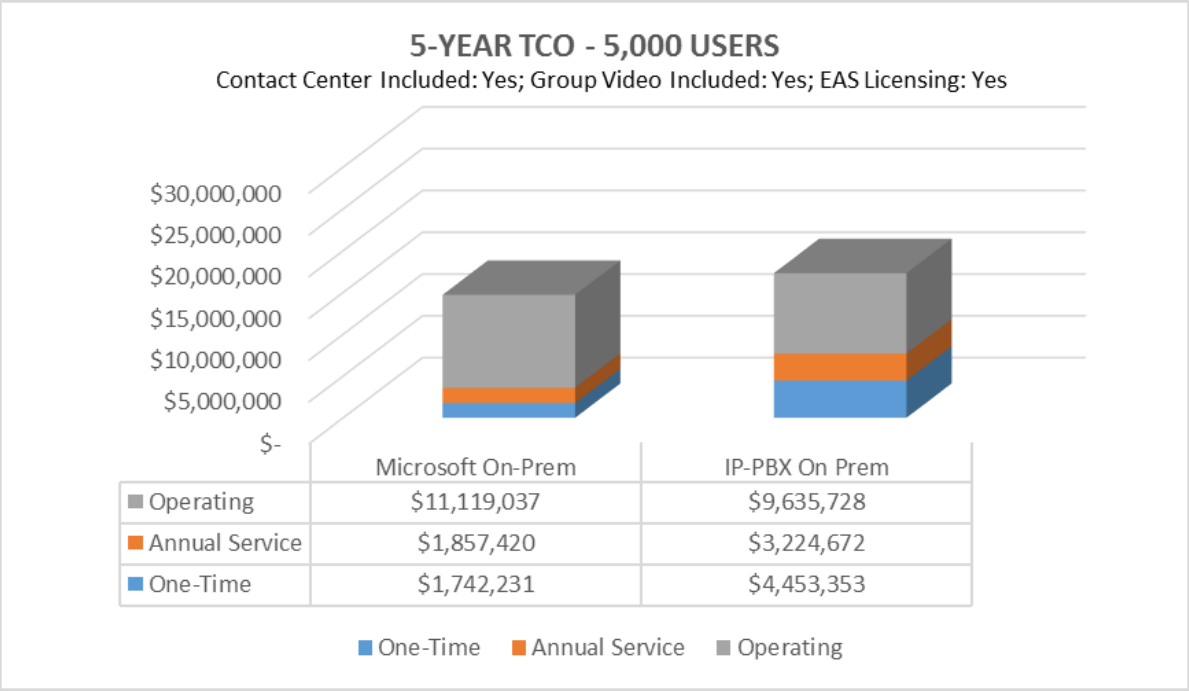 5-YEAR TCO - 5,000 USERS
Contact Center Included: Yes; Group Video Included: Yes; EAS Licensing: Yes
$30,000,000
$25,000,000
$20,000,000
$15,000,000
$10,000,000
$5,000,000
$-
Microsoft On-Prem IP-PBX On Prem
Operating $11,119,037 $9,635,728
Annual Service $1,857,420 $3,224,672
One-Time $1,742,231 $4,453,353
One-Time Annual Service Operating